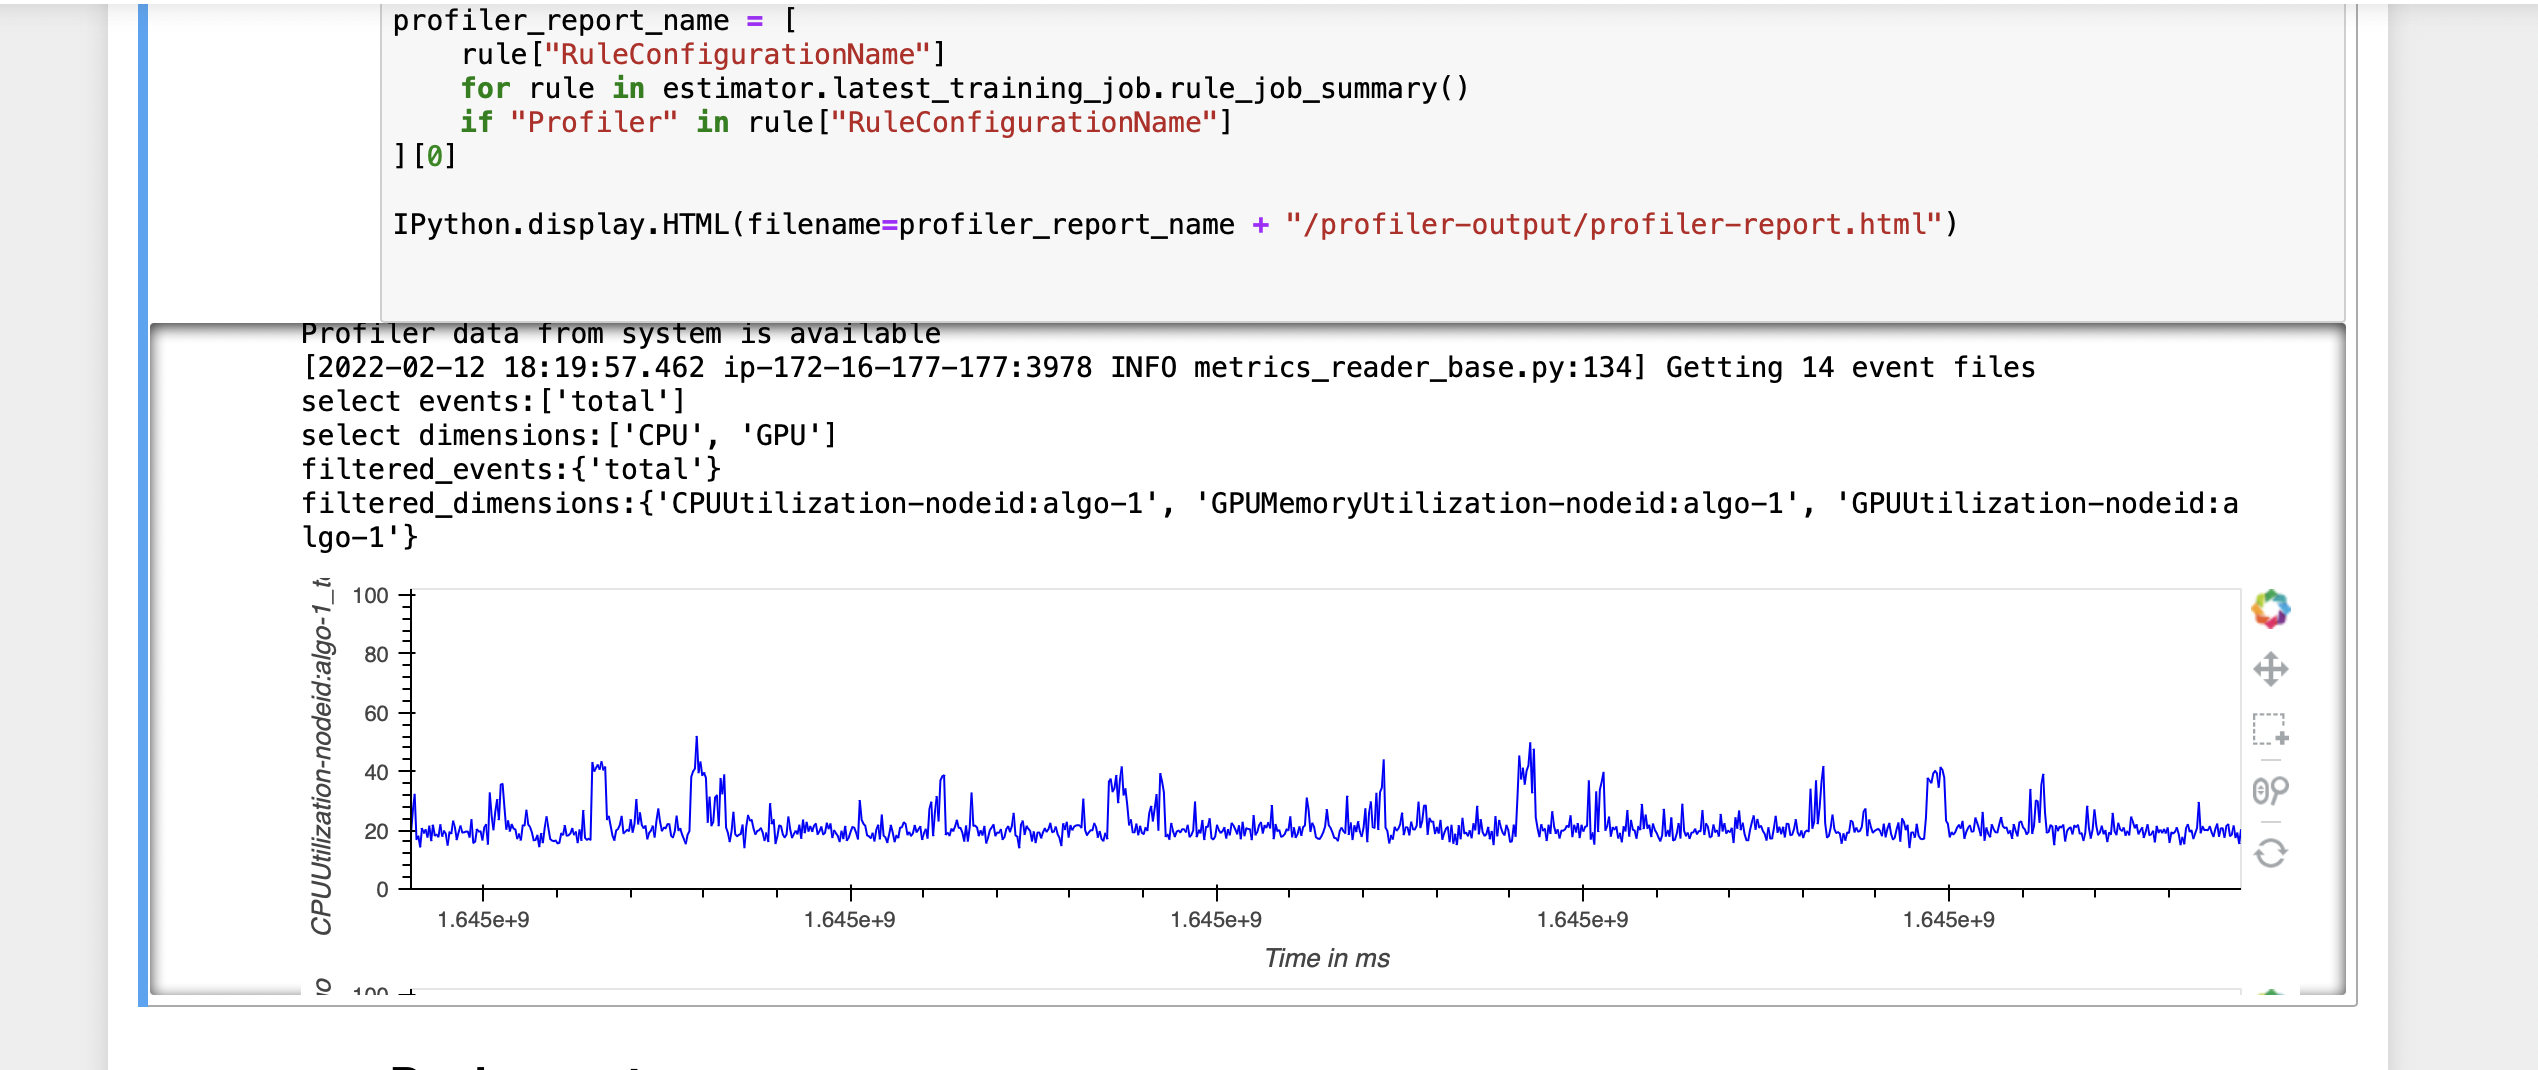 profiler_report_name = [
    rule["RuleConfigurationName"]
    for rule in estimator.latest_training_job.rule_job_summary()
    if "Profiler" in rule["RuleConfigurationName"]
][0]
IPython.display.HTML(filename=profiler_report_name + "/profiler-output/profiler-report.html")
Profiler data from system is available
[2022-02-12 18:19:57.462 ip-172-16-177-177:3978 INFO metrics_reader_base.py:134] Getting 14 event files
select events:['total']
select dimensions:['CPU', 'GPU']
filtered_events:{'total'}
filtered_dimensions:{'CPUUtilization-nodeid:algo-1', 'GPUMemoryUtilization-nodeid:algo-1', 'GPUUtilization-nodeid:a
lgo-1'}
CPUUtilization-nodeid:algo-1_t
100
80
60
40
20
0
1.645e+9 1.645e+9 1.645e+9 1.645e+9 1.645e+9
Time in ms
100